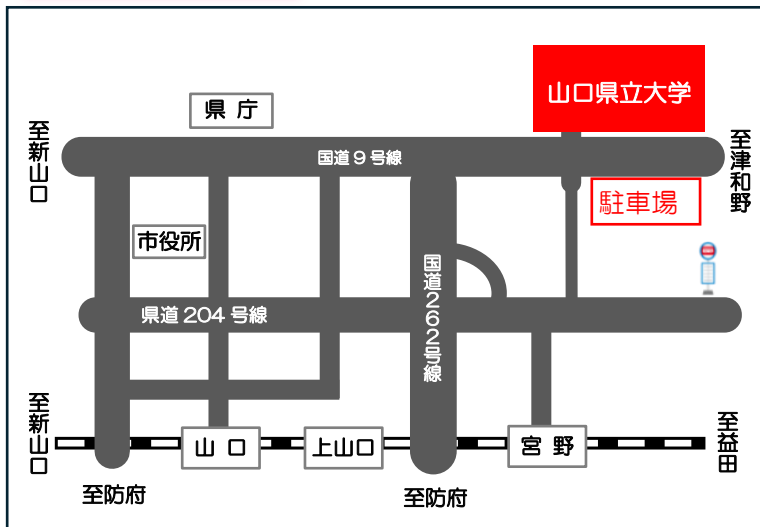 山口県立大学
県 庁
至新山口
国道9号線
至津和野
駐車場
市役所
国道262号線
県道204号線
至新山口
山 口
上山口
宮 野
至益田
至防府
至防府